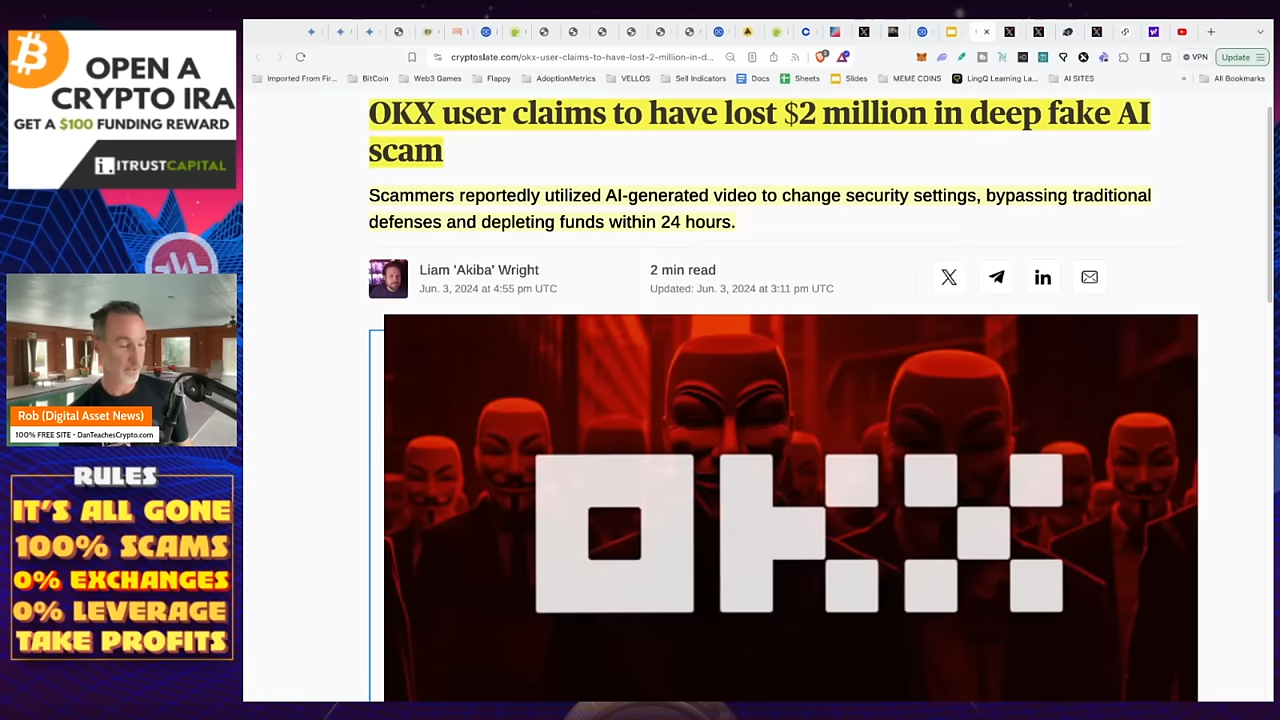 OPEN A
CRYPTO IRA
GET A $100 FUNDING REWARD
i. ITRUSTCAPITAL
Rob (Digital Asset News)
100% FREE SITE - DanTeachesCrypto.com
RULES
IT'S ALL GONE
100% SCAMS
0% EXCHANGES
0% LEVERAGE
TAKE PROFITS
cryptoslate.com/okx-user-claims-to-have-lost-2-million-in-d...
VPN
Update
Imported From Fir...
BitCoin
Web3 Games
Flappy
AdoptionMetrics
VELLOS
Sell Indicators
Docs
Sheets
Slides
MEME COINS
LingQ Learning La...
AI SITES
All Bookmarks
OKX user claims to have lost $2 million in deep fake AI
scam
Scammers reportedly utilized AI-generated video to change security settings, bypassing traditional
defenses and depleting funds within 24 hours.
Liam 'Akiba' Wright
Jun. 3, 2024 at 4:55 pm UTC
2 min read
Updated: Jun. 3, 2024 at 3:11 pm UTC
OKX